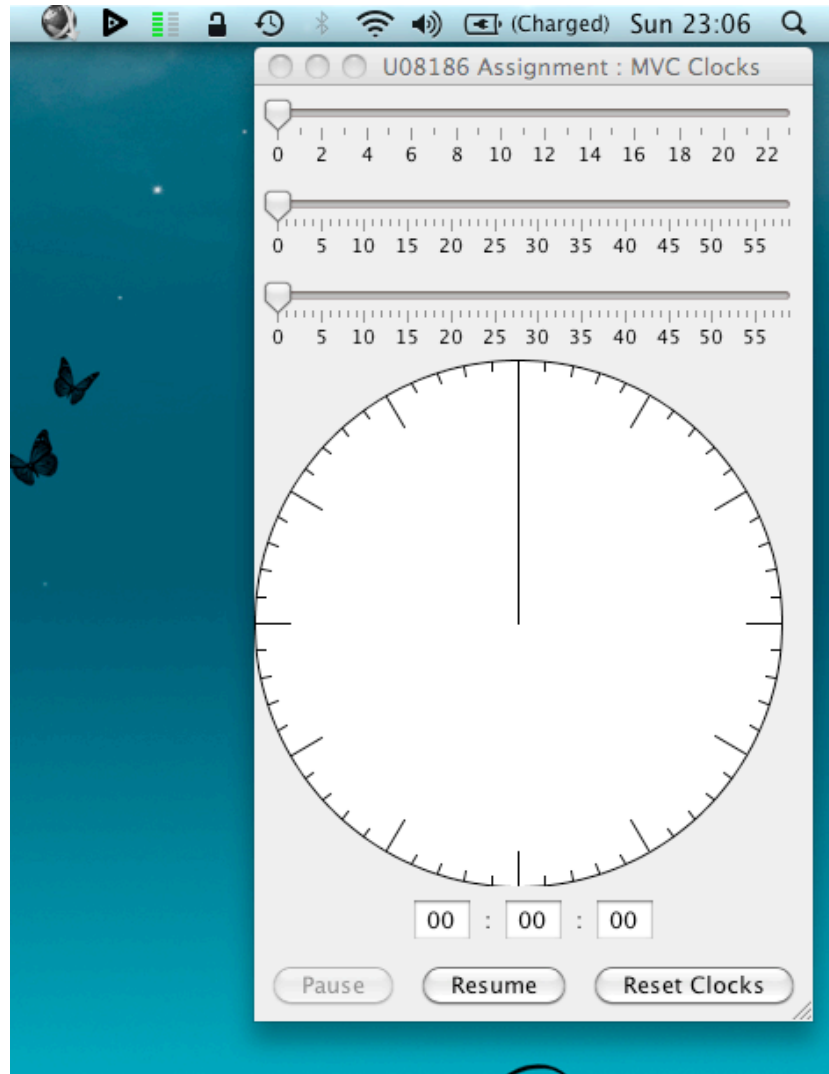 (Charged) Sun 23:06
U08186 Assignment : MVC Clocks
0 2 4 6 8 10 12 14 16 18 20 22
0 5 10 15 20 25 30 35 40 45 50 55
0 5 10 15 20 25 30 35 40 45 50 55
00 : 00 : 00
Pause Resume Reset Clocks